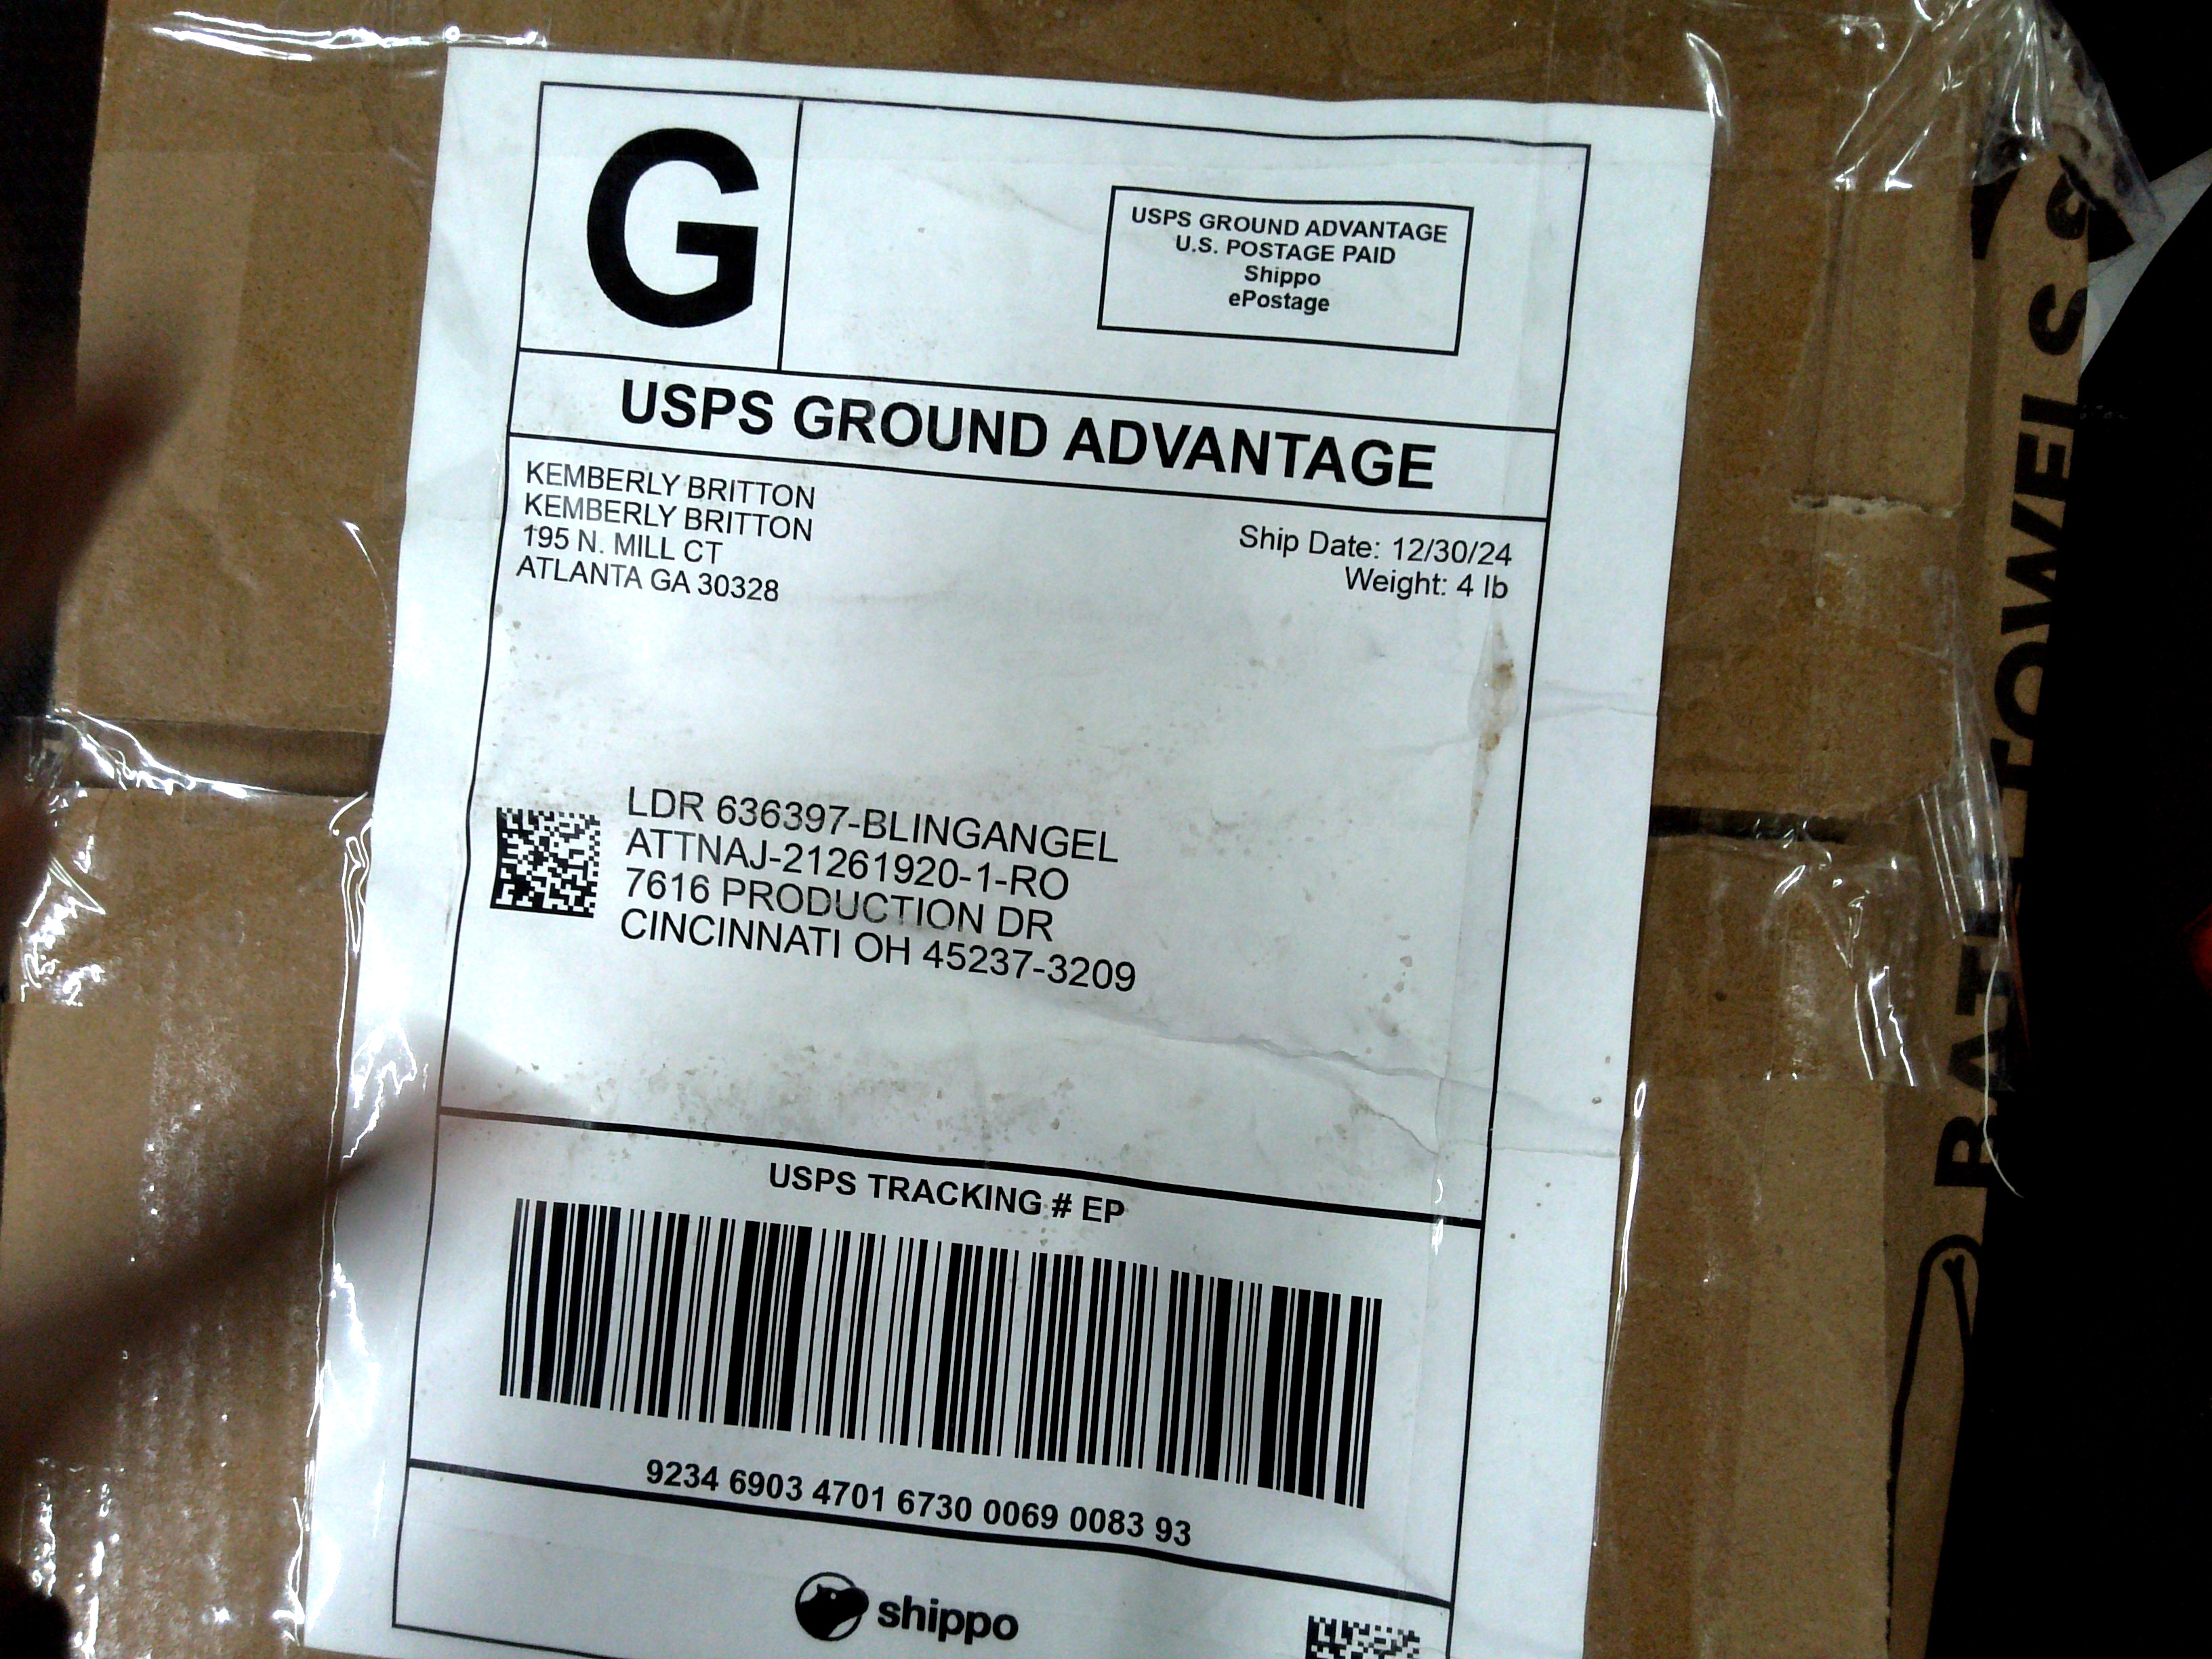 G
USPS GROUND ADVANTAGE
U.S. POSTAGE PAID
Shippo
ePostage
USPS GROUND ADVANTAGE
KEMBERLY BRITTON
KEMBERLY BRITTON
195 N. MILL CT
ATLANTA GA 30328
Ship Date: 12/30/24
Weight: 4 lb
LDR 636397-BLINGANGEL
ATTNAJ-21261920-1-RO
7616 PRODUCTION DR
CINCINNATI OH 45237-3209
USPS TRACKING # EP
9234 6903 4701 6730 0069 0083 93
shippo
TOWELS